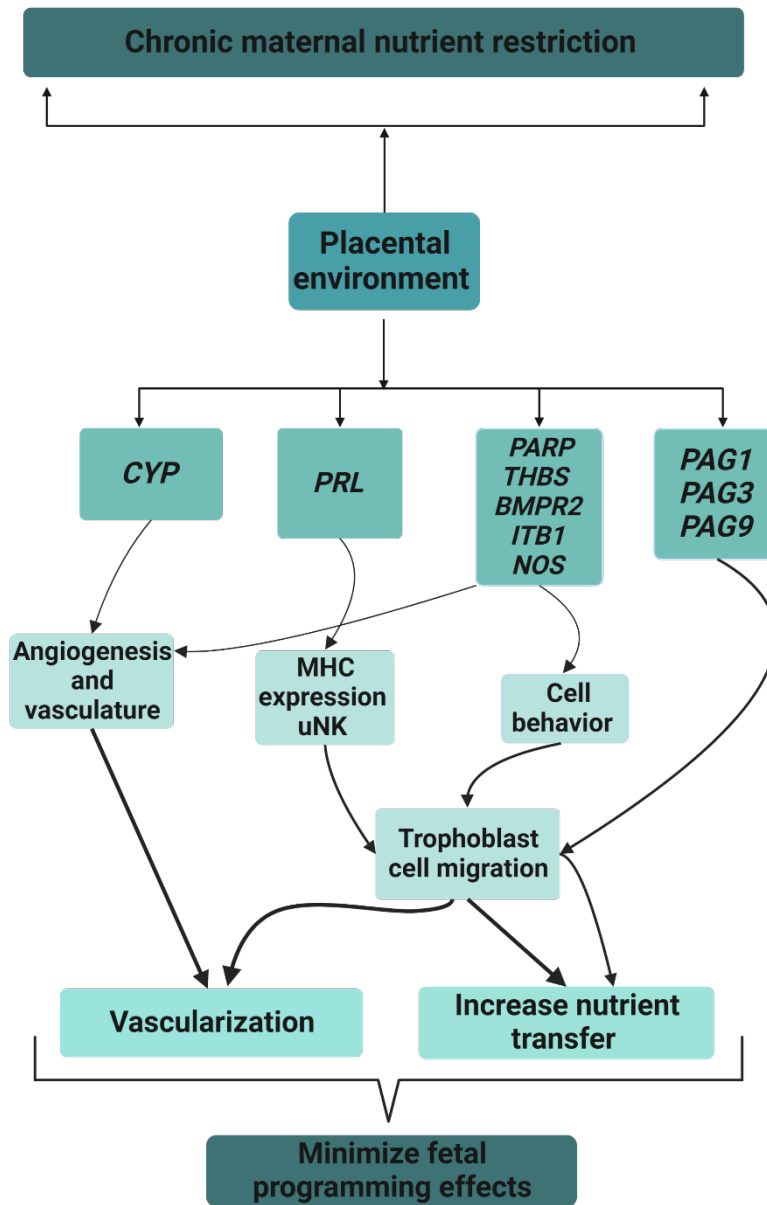 Chronic maternal nutrient restriction
Placental
environment
CYP
PRL
PARP
THBS
BMPR2
ITB1
NOS
PAG1
PAG3
PAG9
Angiogenesis
and
vasculature
MHC
expression
uNK
Cell
behavior
Trophoblast
cell migration
Vascularization
Increase nutrient
transfer
Minimize fetal
programming effects